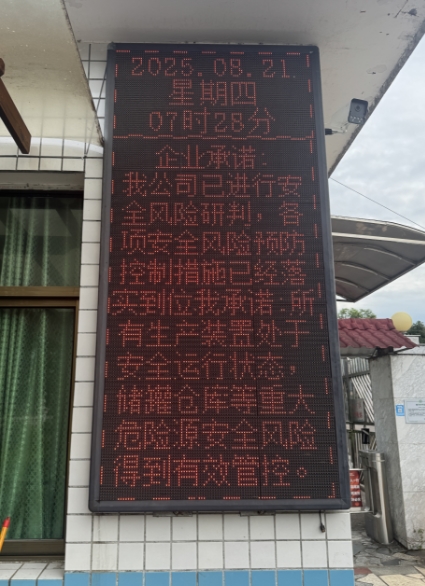 2025.08.21.
星期四
07时28分
企业承诺:
我公司已进行安
全风险研判，各
项安全风险预防
控制措施已经落
实到位我承诺:所
有生产装置处于
安全运行状态，
储罐仓库等重大
危险源安全风险
得到有效管控。